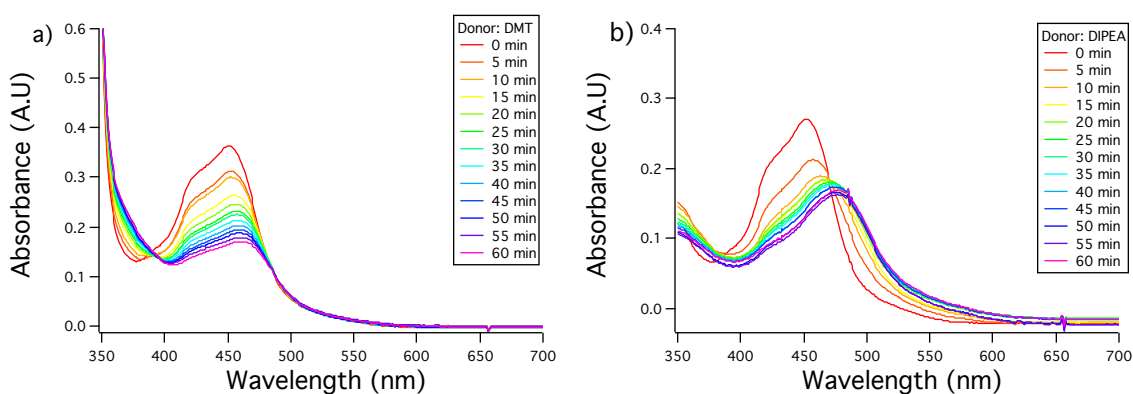 a)
Absorbance (A.U)
0.6
0.5
0.4
0.3
0.2
0.1
0.0
350
400
450
500
550
600
650
700
Wavelength (nm)
Donor: DMT
0 min
5 min
10 min
15 min
20 min
25 min
30 min
35 min
40 min
45 min
50 min
55 min
60 min
b)
Absorbance (A.U)
0.4
0.3
0.2
0.1
0.0
350
400
450
500
550
600
650
700
Wavelength (nm)
Donor: DIPEA
0 min
5 min
10 min
15 min
20 min
25 min
30 min
35 min
40 min
45 min
50 min
55 min
60 min